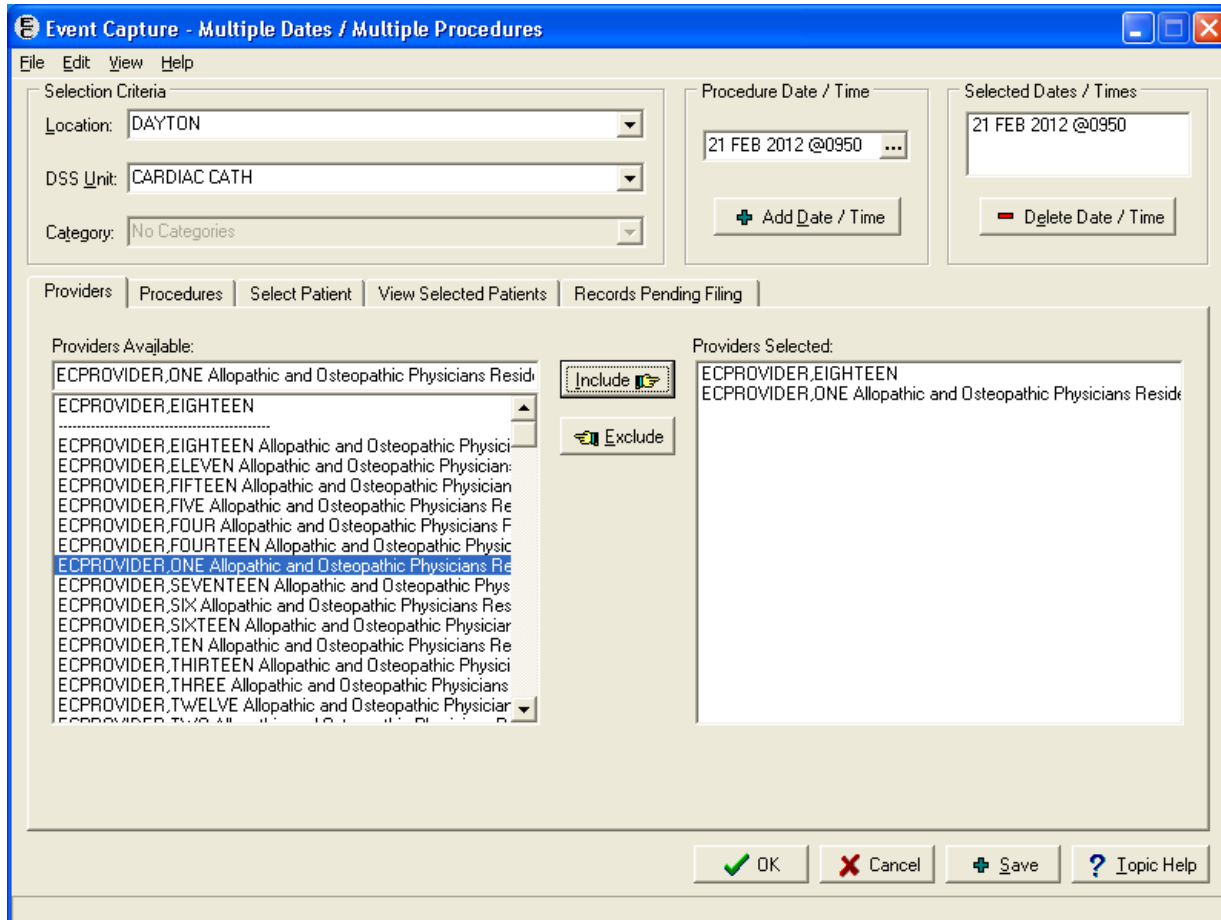 Event Capture - Multiple Dates / Multiple Procedures
File Edit View Help
Selection Criteria
Location: DAYTON
DSS Unit: CARDIAC CATH
Category: No Categories
Procedure Date / Time
21 FEB 2012 @0950 ...
Add Date / Time
Selected Dates / Times
21 FEB 2012 @0950
Delete Date / Time
Providers Procedures Select Patient View Selected Patients Records Pending Filing
Providers Available:
ECPROVIDER,ONE Allopathic and Osteopathic Physicians Resid
ECPROVIDER,EIGHTEEN
----------------------------------------------
ECPROVIDER,EIGHTEEN Allopathic and Osteopathic Physici
ECPROVIDER,ELEVEN Allopathic and Osteopathic Physician
ECPROVIDER,FIFTEEN Allopathic and Osteopathic Physician
ECPROVIDER,FIVE Allopathic and Osteopathic Physicians Re
ECPROVIDER,FOUR Allopathic and Osteopathic Physicians
ECPROVIDER,FOURTEEN Allopathic and Osteopathic Physic
ECPROVIDER,ONE Allopathic and Osteopathic Physicians Re
ECPROVIDER,SEVENTEEN Allopathic and Osteopathic Phys
ECPROVIDER,SIX Allopathic and Osteopathic Physicians Res
ECPROVIDER,SIXTEEN Allopathic and Osteopathic Physician
ECPROVIDER,TEN Allopathic and Osteopathic Physicians Re
ECPROVIDER,THIRTEEN Allopathic and Osteopathic Physici
ECPROVIDER,THREE Allopathic and Osteopathic Physicians
ECPROVIDER,TWELVE Allopathic and Osteopathic Physician
Include
Exclude
Providers Selected:
ECPROVIDER,EIGHTEEN
ECPROVIDER,ONE Allopathic and Osteopathic Physicians Reside
OK Cancel Save ? Topic Help